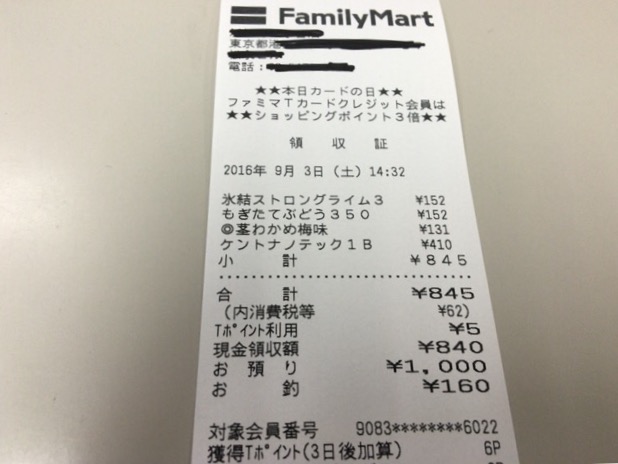 FamilyMart
東京都港
電話：
★★本日カードの日★★
ファミマTカードクレジット会員は
★★ショッピングポイント3倍★★
領 収 証
2016年 9月 3日（土）14:32
氷結ストロングライム3 ¥152
もぎたてぶどう350 ¥152
◎茎わかめ梅味 ¥131
ケントナノテック1B ¥410
小 計 ¥845
合 計 ¥845
（内消費税等 ¥62）
Tポイント利用 ¥5
現金領収額 ¥840
お 預 り ¥1,000
お 釣 ¥160
対象会員番号 9083********6022
獲得Tポイント(3日後加算) 6P